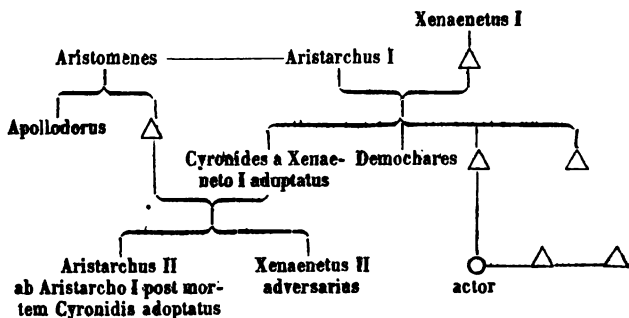 Xenaenetus I
Aristomenes
Aristarchus I
Apollodorus
Cyronides a Xenae-
neto I adoptatus
Demochares
Aristarchus II
ab Aristarcho I post mor-
tem Cyronidis adoptatus
Xenaenetus II
adversarius
actor